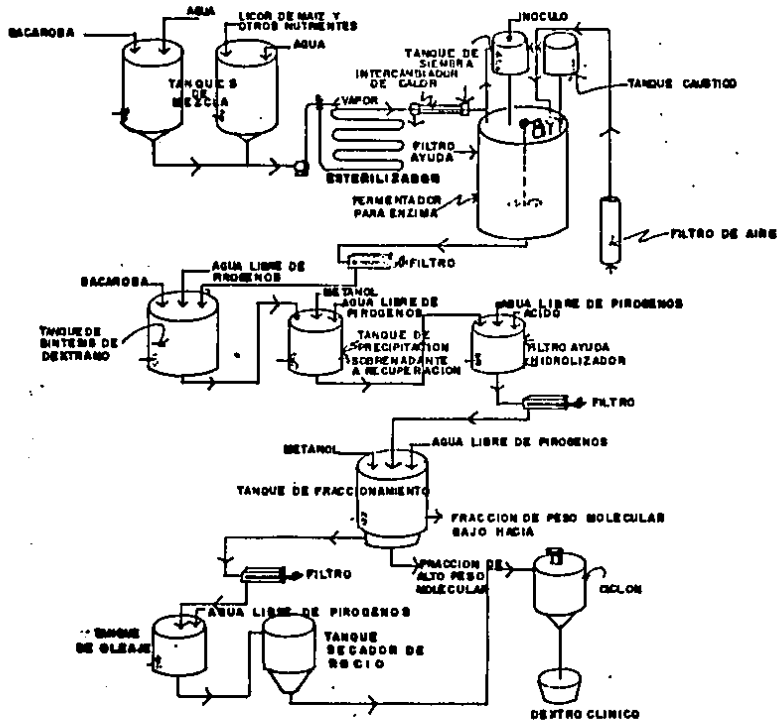 AGUA
LICOR DE MAIZ Y
OTROS NUTRIENTES
SACAROSA
AGUA
INOCULO
TANQUE DE
SIEMBRA
INTERCAMBIADOR
DE CALOR
TANQUE CAUSTICO
TANQUES
DE
MEZCLA
VAPOR
FILTRO
AYUDA
ESTERILIZADOR
FERMENTADOR
PARA ENZIMA
FILTRO DE AIRE
FILTRO
SACAROSA
AGUA LIBRE DE
PIROGENOS
METANOL
AGUA LIBRE DE
PIROGENOS
AGUA LIBRE DE PIROGENOS
ACIDO
TANQUE DE
SINTESIS DE
DEXTRANO
TANQUE DE
PRECIPITACION
SOBRENADANTE
A RECUPERACION
FILTRO AYUDA
HIDROLIZADOR
FILTRO
METANOL
AGUA LIBRE DE PIROGENOS
TANQUE DE FRACCIONAMIENTO
FRACCION DE PESO MOLECULAR
BAJO HACIA
FRACCION DE
ALTO PESO
MOLECULAR
FILTRO
CICLON
AGUA LIBRE DE PIROGENOS
TANQUE
DE OLEAJE
TANQUE
SECADOR DE
ROCIO
DEXTRO CLINICO